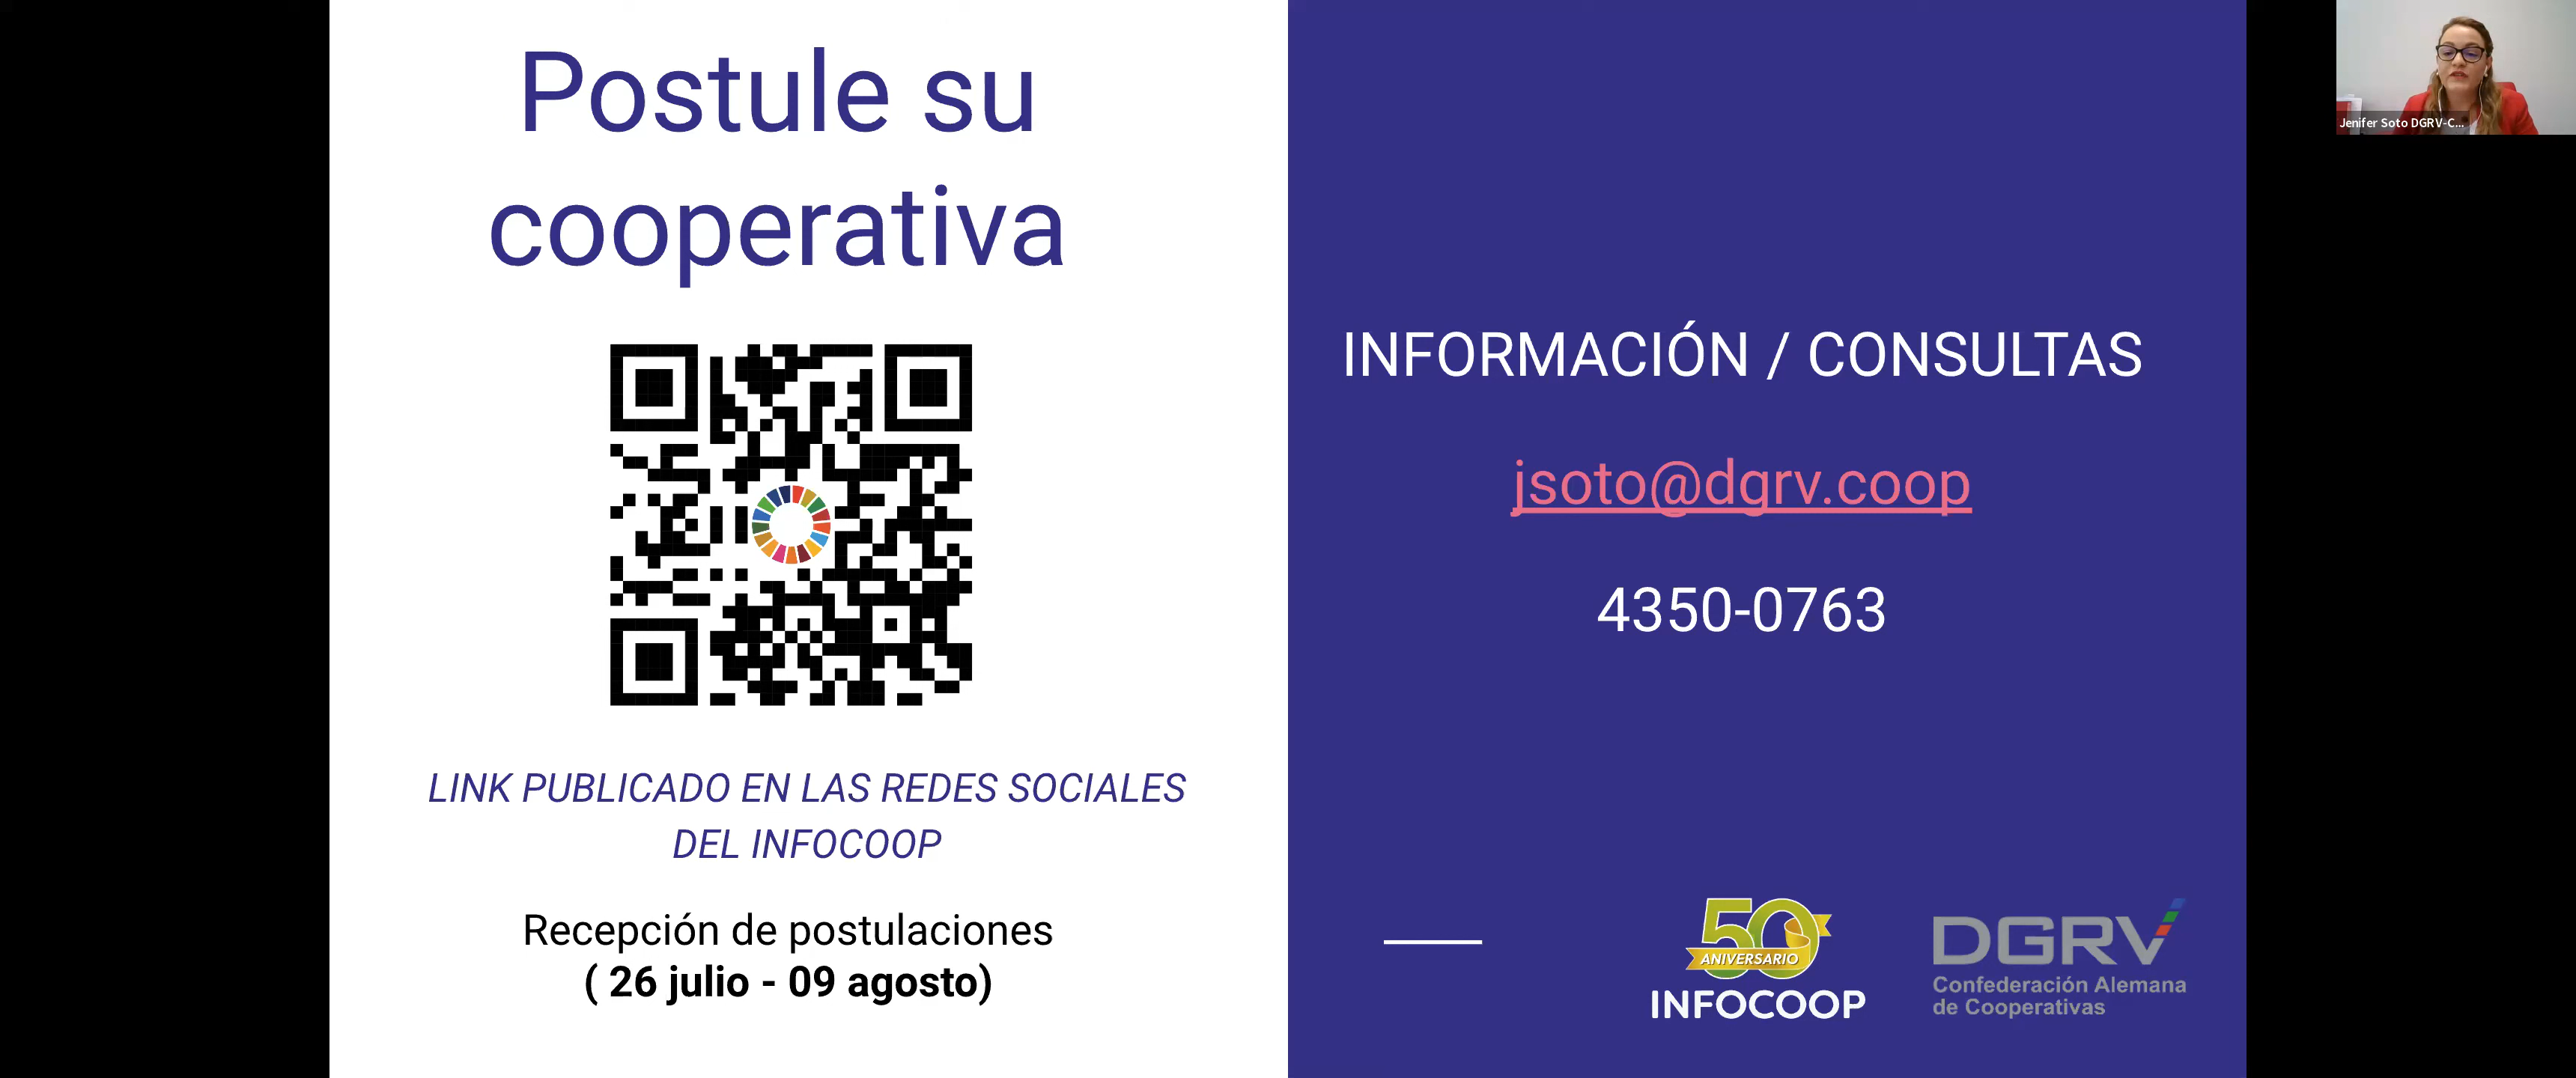 Postule su
cooperativa
LINK PUBLICADO EN LAS REDES SOCIALES
DEL INFOCOOP
Recepción de postulaciones
( 26 julio - 09 agosto)
INFORMACIÓN / CONSULTAS
jsoto@dgrv.coop
4350-0763
50
ANIVERSARIO
INFOCOOP
DGRV
Confederación Alemana
de Cooperativas
Jenifer Soto DGRV-C...